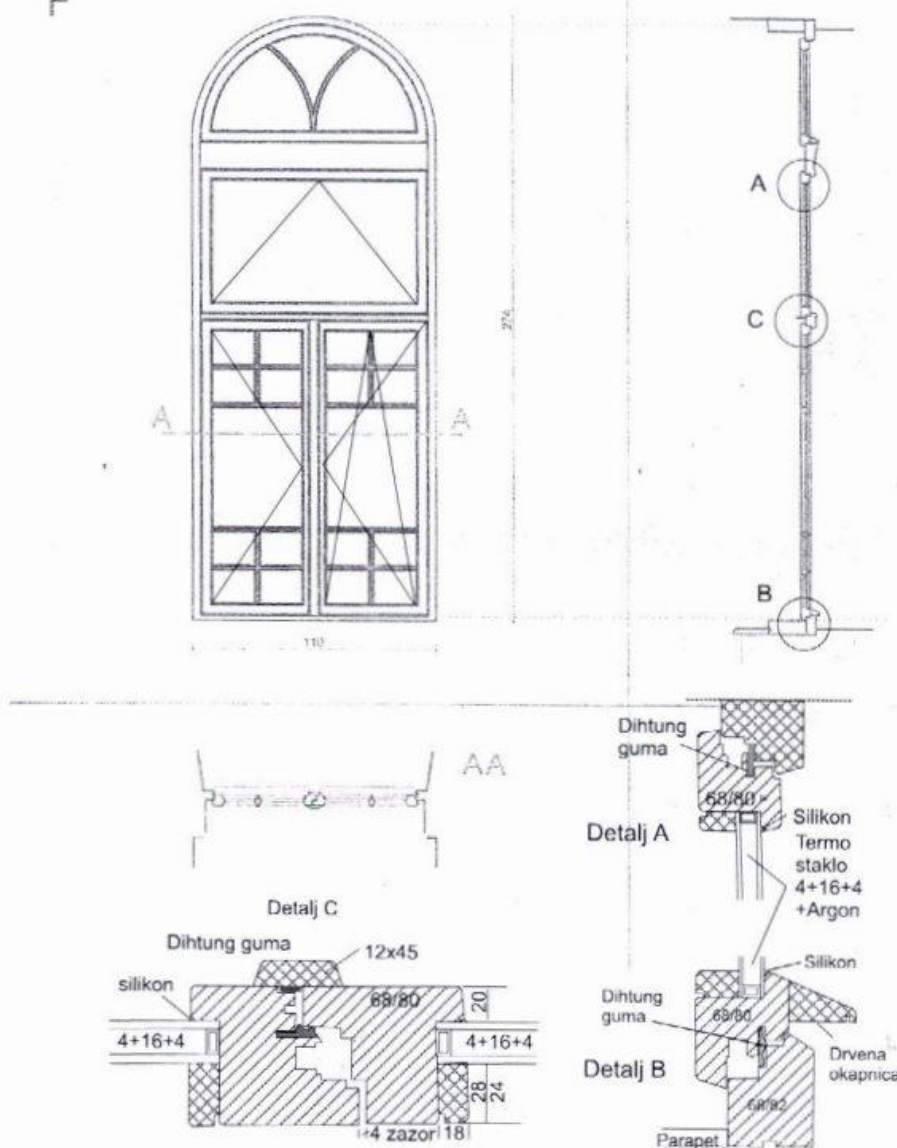 A
C
274
A A
B
110
AA
Dihtung
guma
68/80
Detalj A
Silikon
Termo
staklo
4+16+4
+Argon
Detalj C
Dihtung guma
12x45
silikon
68/80
20
4+16+4
4+16+4
28
24
4 zazor
18
Silikon
Dihtung
guma
68/80
Detalj B
Drvena
okapnica
68/82
Parapet